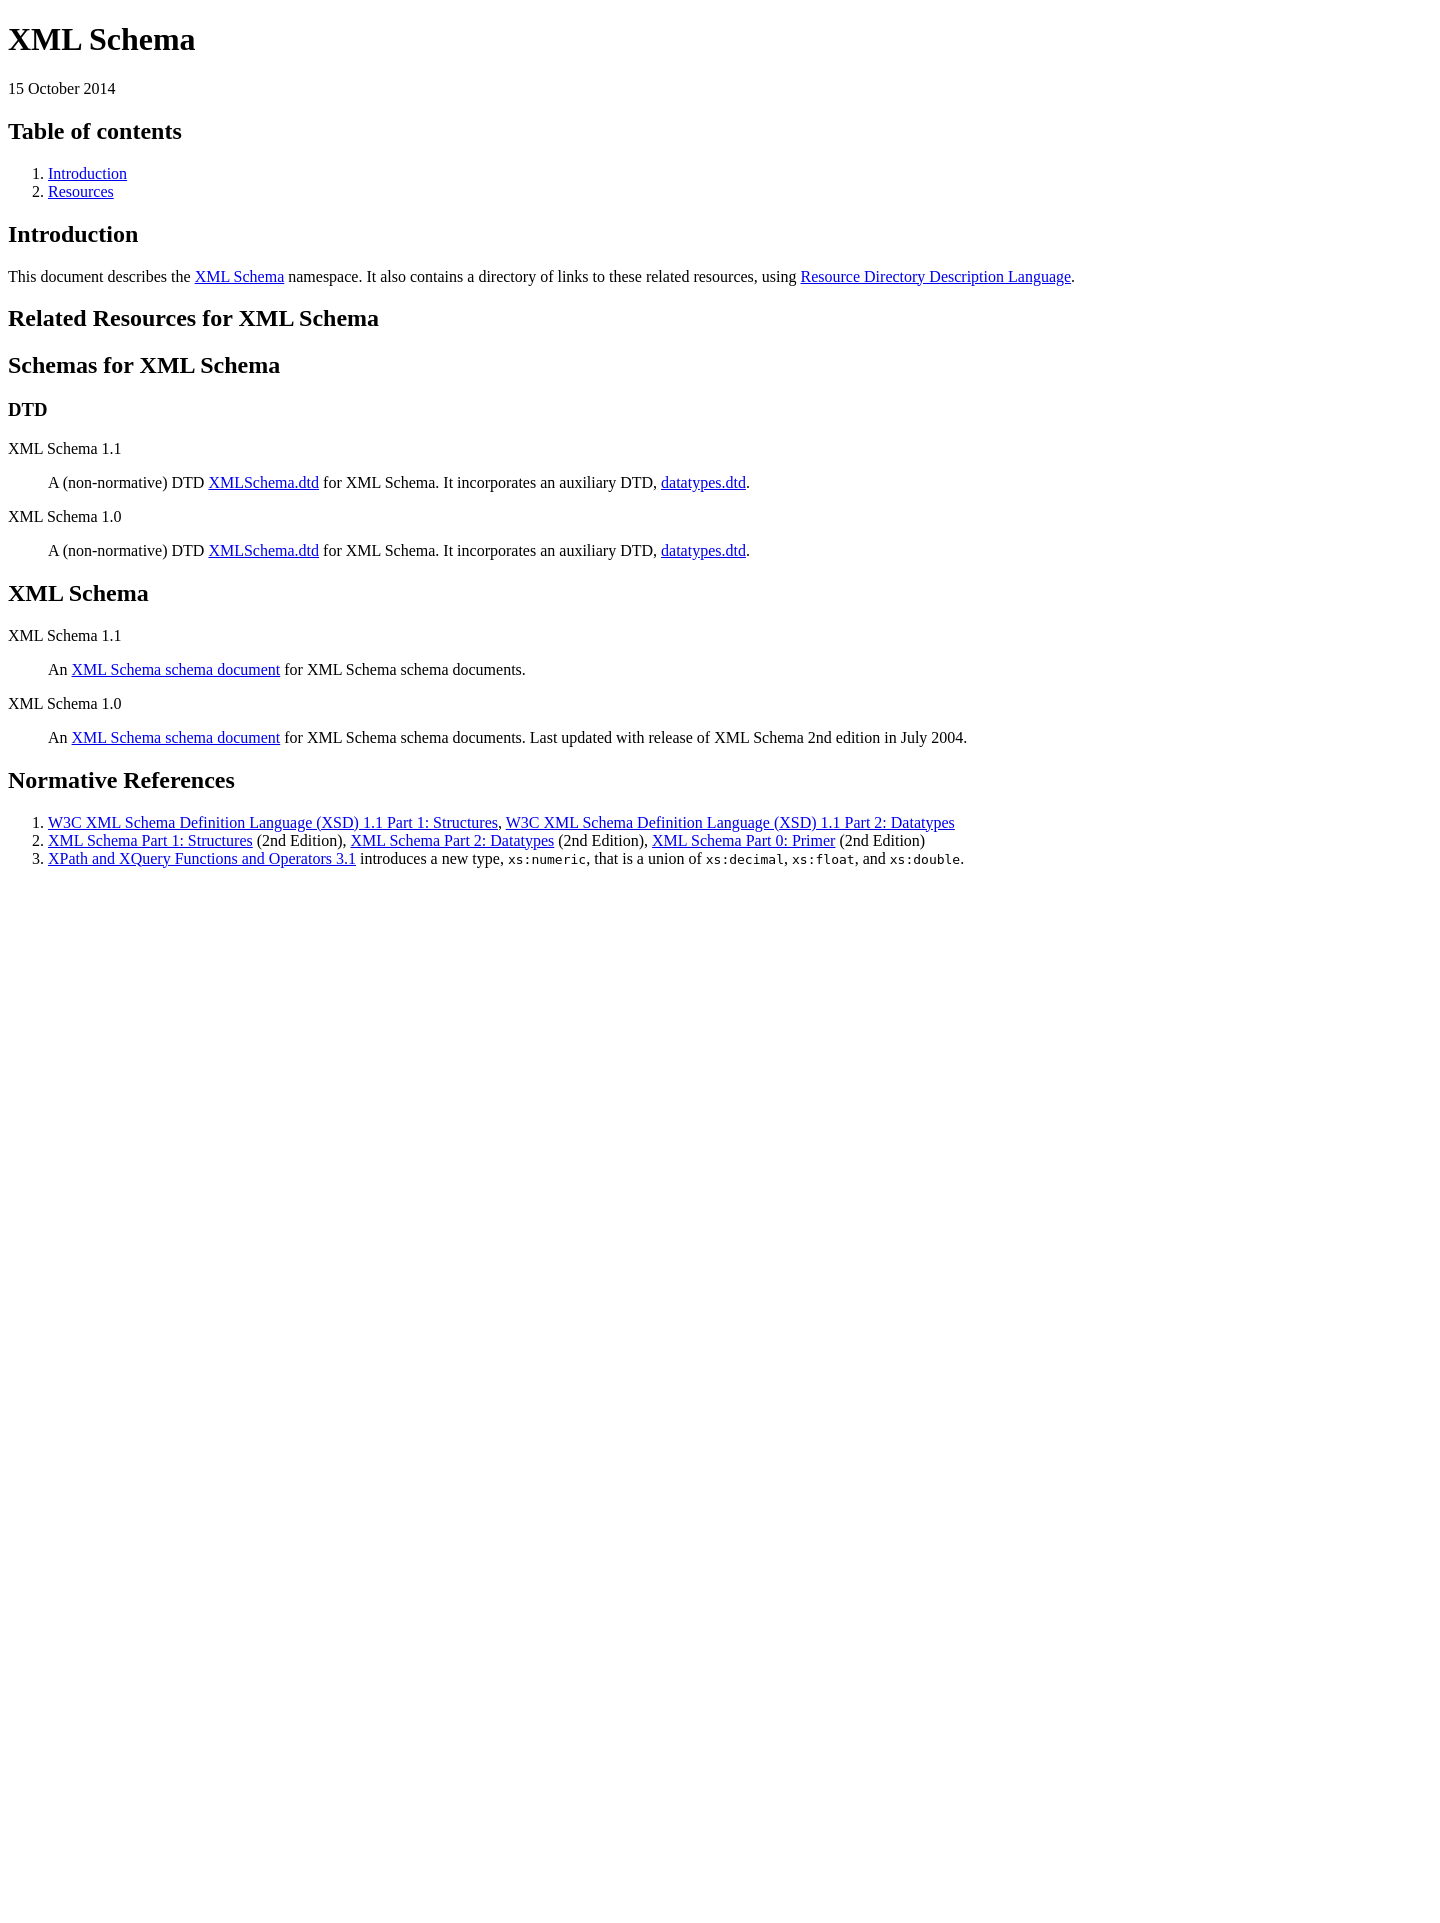 XML Schema
15 October 2014
Table of contents
1. Introduction
2. Resources
Introduction
This document describes the XML Schema namespace. It also contains a directory of links to these related resources, using Resource Directory Description Language.
Related Resources for XML Schema
Schemas for XML Schema
DTD
XML Schema 1.1
A (non-normative) DTD XMLSchema.dtd for XML Schema. It incorporates an auxiliary DTD, datatypes.dtd.
XML Schema 1.0
A (non-normative) DTD XMLSchema.dtd for XML Schema. It incorporates an auxiliary DTD, datatypes.dtd.
XML Schema
XML Schema 1.1
An XML Schema schema document for XML Schema schema documents.
XML Schema 1.0
An XML Schema schema document for XML Schema schema documents. Last updated with release of XML Schema 2nd edition in July 2004.
Normative References
1. W3C XML Schema Definition Language (XSD) 1.1 Part 1: Structures, W3C XML Schema Definition Language (XSD) 1.1 Part 2: Datatypes
2. XML Schema Part 1: Structures (2nd Edition), XML Schema Part 2: Datatypes (2nd Edition), XML Schema Part 0: Primer (2nd Edition)
3. XPath and XQuery Functions and Operators 3.1 introduces a new type, xs:numeric, that is a union of xs:decimal, xs:float, and xs:double.